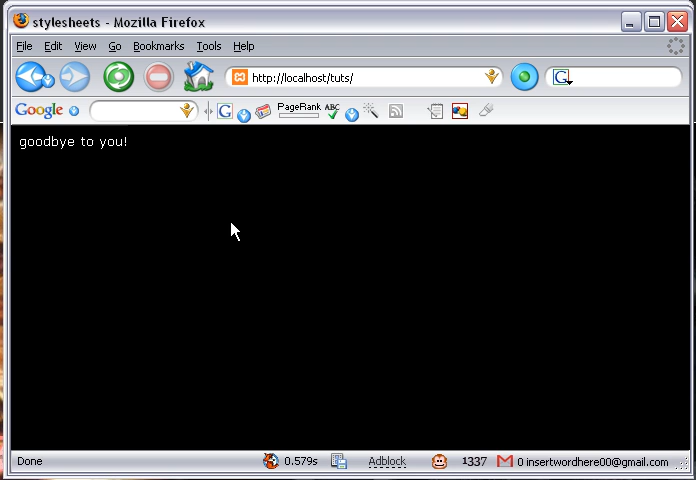 stylesheets - Mozilla Firefox
File Edit View Go Bookmarks Tools Help
http://localhost/tuts/ G
Google G PageRank ABC
goodbye to you!
Done 0.579s Adblock 1337 0 insertwordhere00@gmail.com